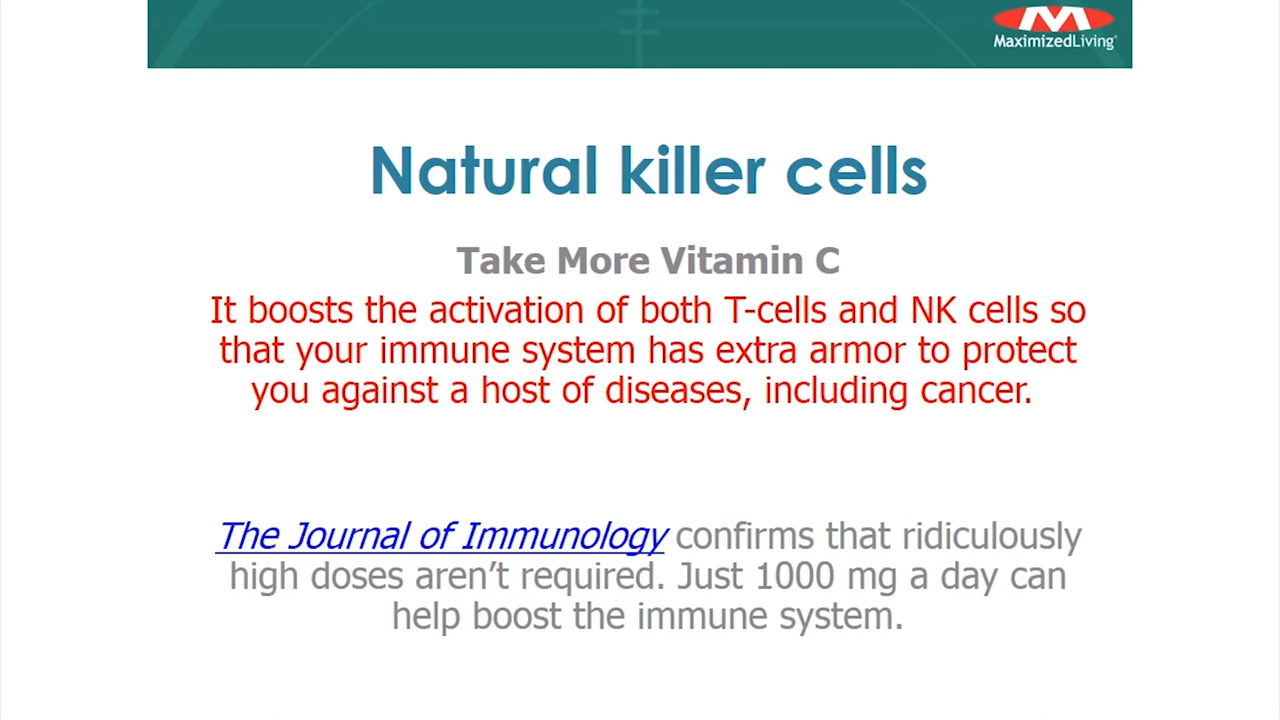 MaximizedLiving®
Natural killer cells
Take More Vitamin C
It boosts the activation of both T-cells and NK cells so
that your immune system has extra armor to protect
you against a host of diseases, including cancer.
The Journal of Immunology confirms that ridiculously
high doses aren’t required. Just 1000 mg a day can
help boost the immune system.